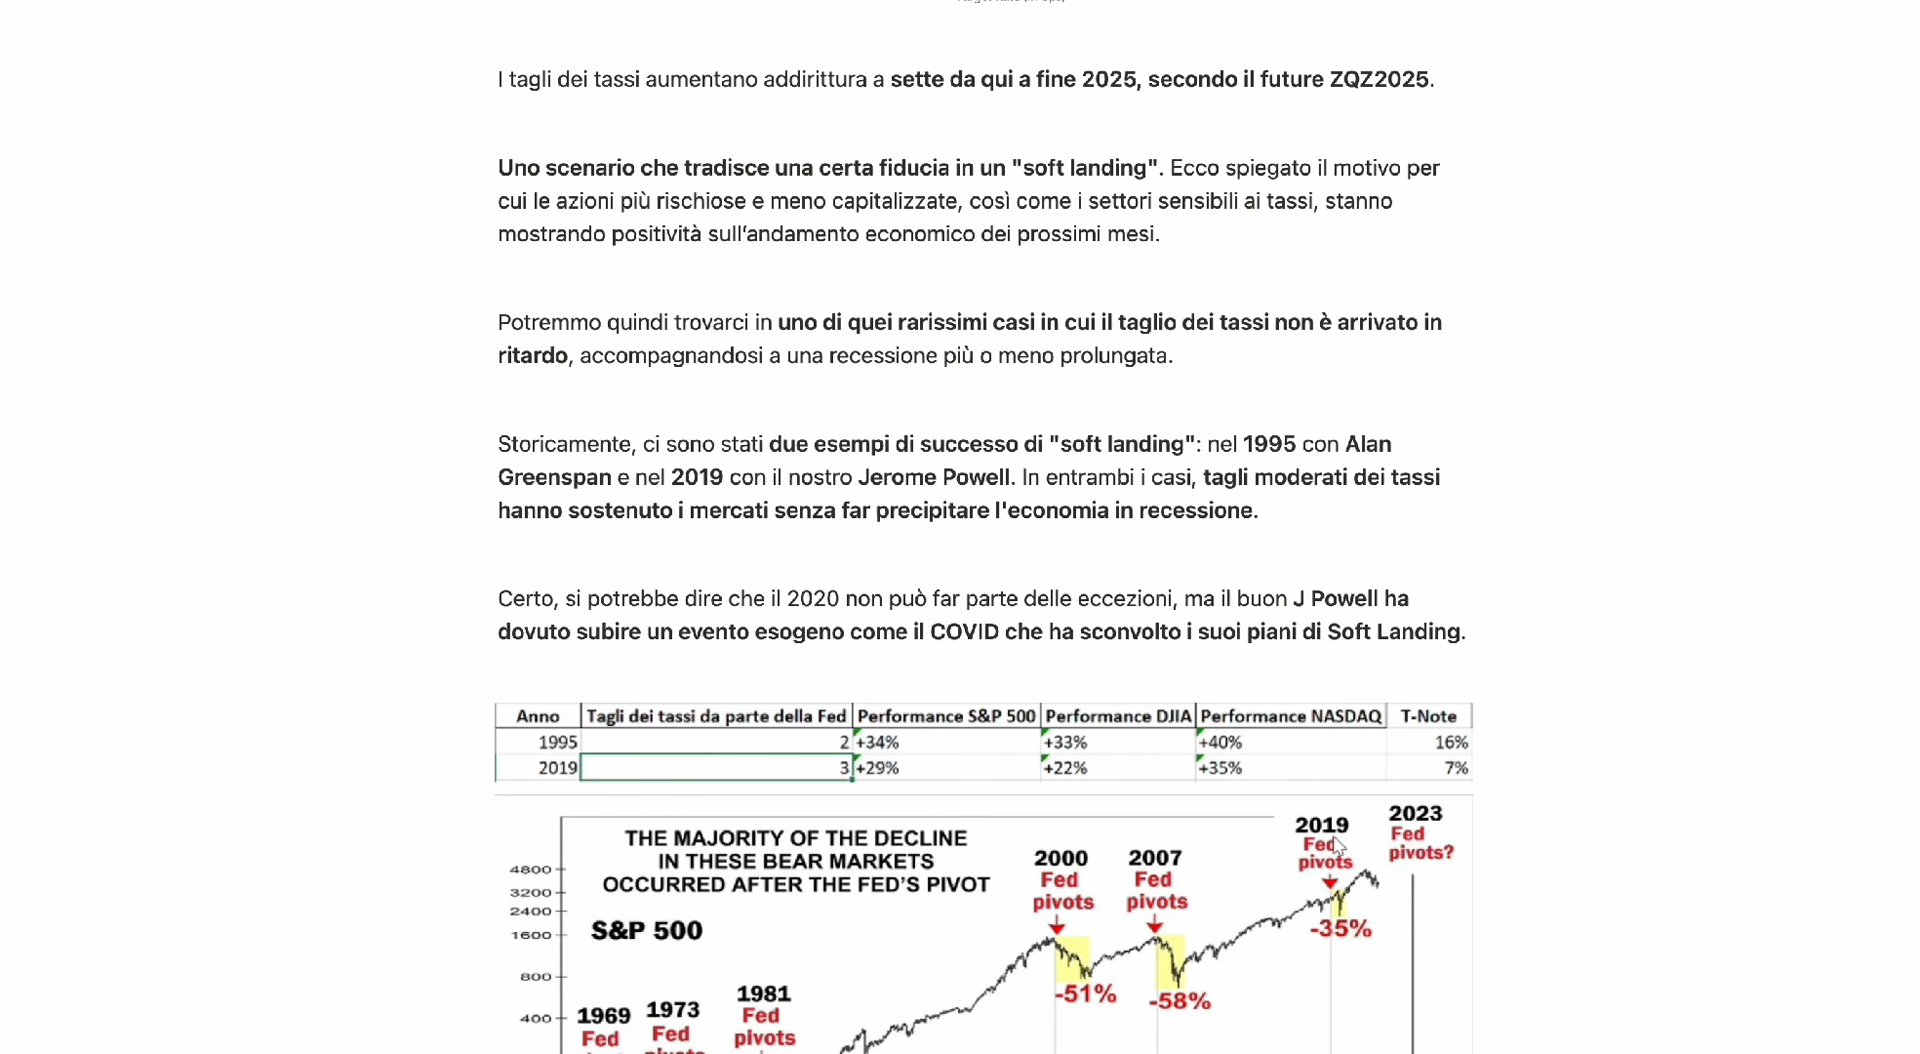 I tagli dei tassi aumentano addirittura a sette da qui a fine 2025, secondo il future ZQZ2025.
Uno scenario che tradisce una certa fiducia in un "soft landing". Ecco spiegato il motivo per
cui le azioni più rischiose e meno capitalizzate, così come i settori sensibili ai tassi, stanno
mostrando positività sull'andamento economico dei prossimi mesi.
Potremmo quindi trovarci in uno di quei rarissimi casi in cui il taglio dei tassi non è arrivato in
ritardo, accompagnandosi a una recessione più o meno prolungata.
Storicamente, ci sono stati due esempi di successo di "soft landing": nel 1995 con Alan
Greenspan e nel 2019 con il nostro Jerome Powell. In entrambi i casi, tagli moderati dei tassi
hanno sostenuto i mercati senza far precipitare l'economia in recessione.
Certo, si potrebbe dire che il 2020 non può far parte delle eccezioni, ma il buon J Powell ha
dovuto subire un evento esogeno come il COVID che ha sconvolto i suoi piani di Soft Landing.
Anno Tagli dei tassi da parte della Fed Performance S&P 500 Performance DJIA Performance NASDAQ T-Note
1995 2 +34% +33% +40% 16%
2019 3 +29% +22% +35% 7%
THE MAJORITY OF THE DECLINE
IN THESE BEAR MARKETS
OCCURRED AFTER THE FED'S PIVOT
S&P 500
4800
3200
2400
1600
800
400
1969
Fed
1973
Fed
pivots
1981
Fed
pivots
2000
Fed
pivots
-51%
2007
Fed
pivots
-58%
2019
Fed
pivots
-35%
2023
Fed
pivots?